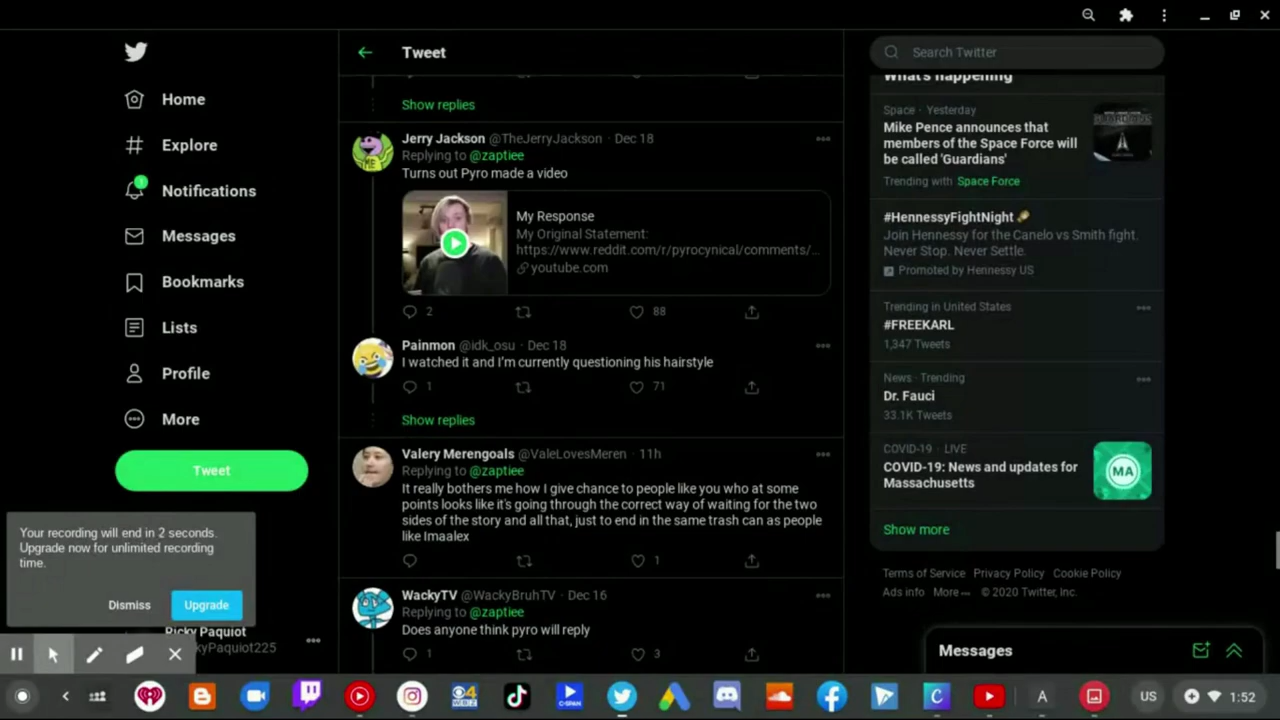 Home
Explore
Notifications
Messages
Bookmarks
Lists
Profile
More
Tweet
Your recording will end in 2 seconds.
Upgrade now for unlimited recording
time.
Dismiss
Upgrade
Ricky Paquiot
kyPaquiot225
Tweet
Show replies
Jerry Jackson @TheJerryJackson · Dec 18
Replying to @zaptiee
Turns out Pyro made a video
My Response
My Original Statement:
https://www.reddit.com/r/pyrocynical/comments/...
youtube.com
2
88
Painmon @idk_osu · Dec 18
I watched it and I'm currently questioning his hairstyle
1
71
Show replies
Valery Merengoals @ValeLovesMeren · 11h
Replying to @zaptiee
It really bothers me how I give chance to people like you who at some
points looks like it's going through the correct way of waiting for the two
sides of the story and all that, just to end in the same trash can as people
like Imaalex
1
WackyTV @WackyBruhTV · Dec 16
Replying to @zaptiee
Does anyone think pyro will reply
1
3
Search Twitter
What's happening
Space · Yesterday
Mike Pence announces that
members of the Space Force will
be called 'Guardians'
Trending with Space Force
#HennessyFightNight
Join Hennessy for the Canelo vs Smith fight.
Never Stop. Never Settle.
Promoted by Hennessy US
Trending in United States
#FREEKARL
1,347 Tweets
News · Trending
Dr. Fauci
33.1K Tweets
COVID-19 · LIVE
COVID-19: News and updates for
Massachusetts
MA
Show more
Terms of Service Privacy Policy Cookie Policy
Ads info More © 2020 Twitter, Inc.
Messages
US
1:52